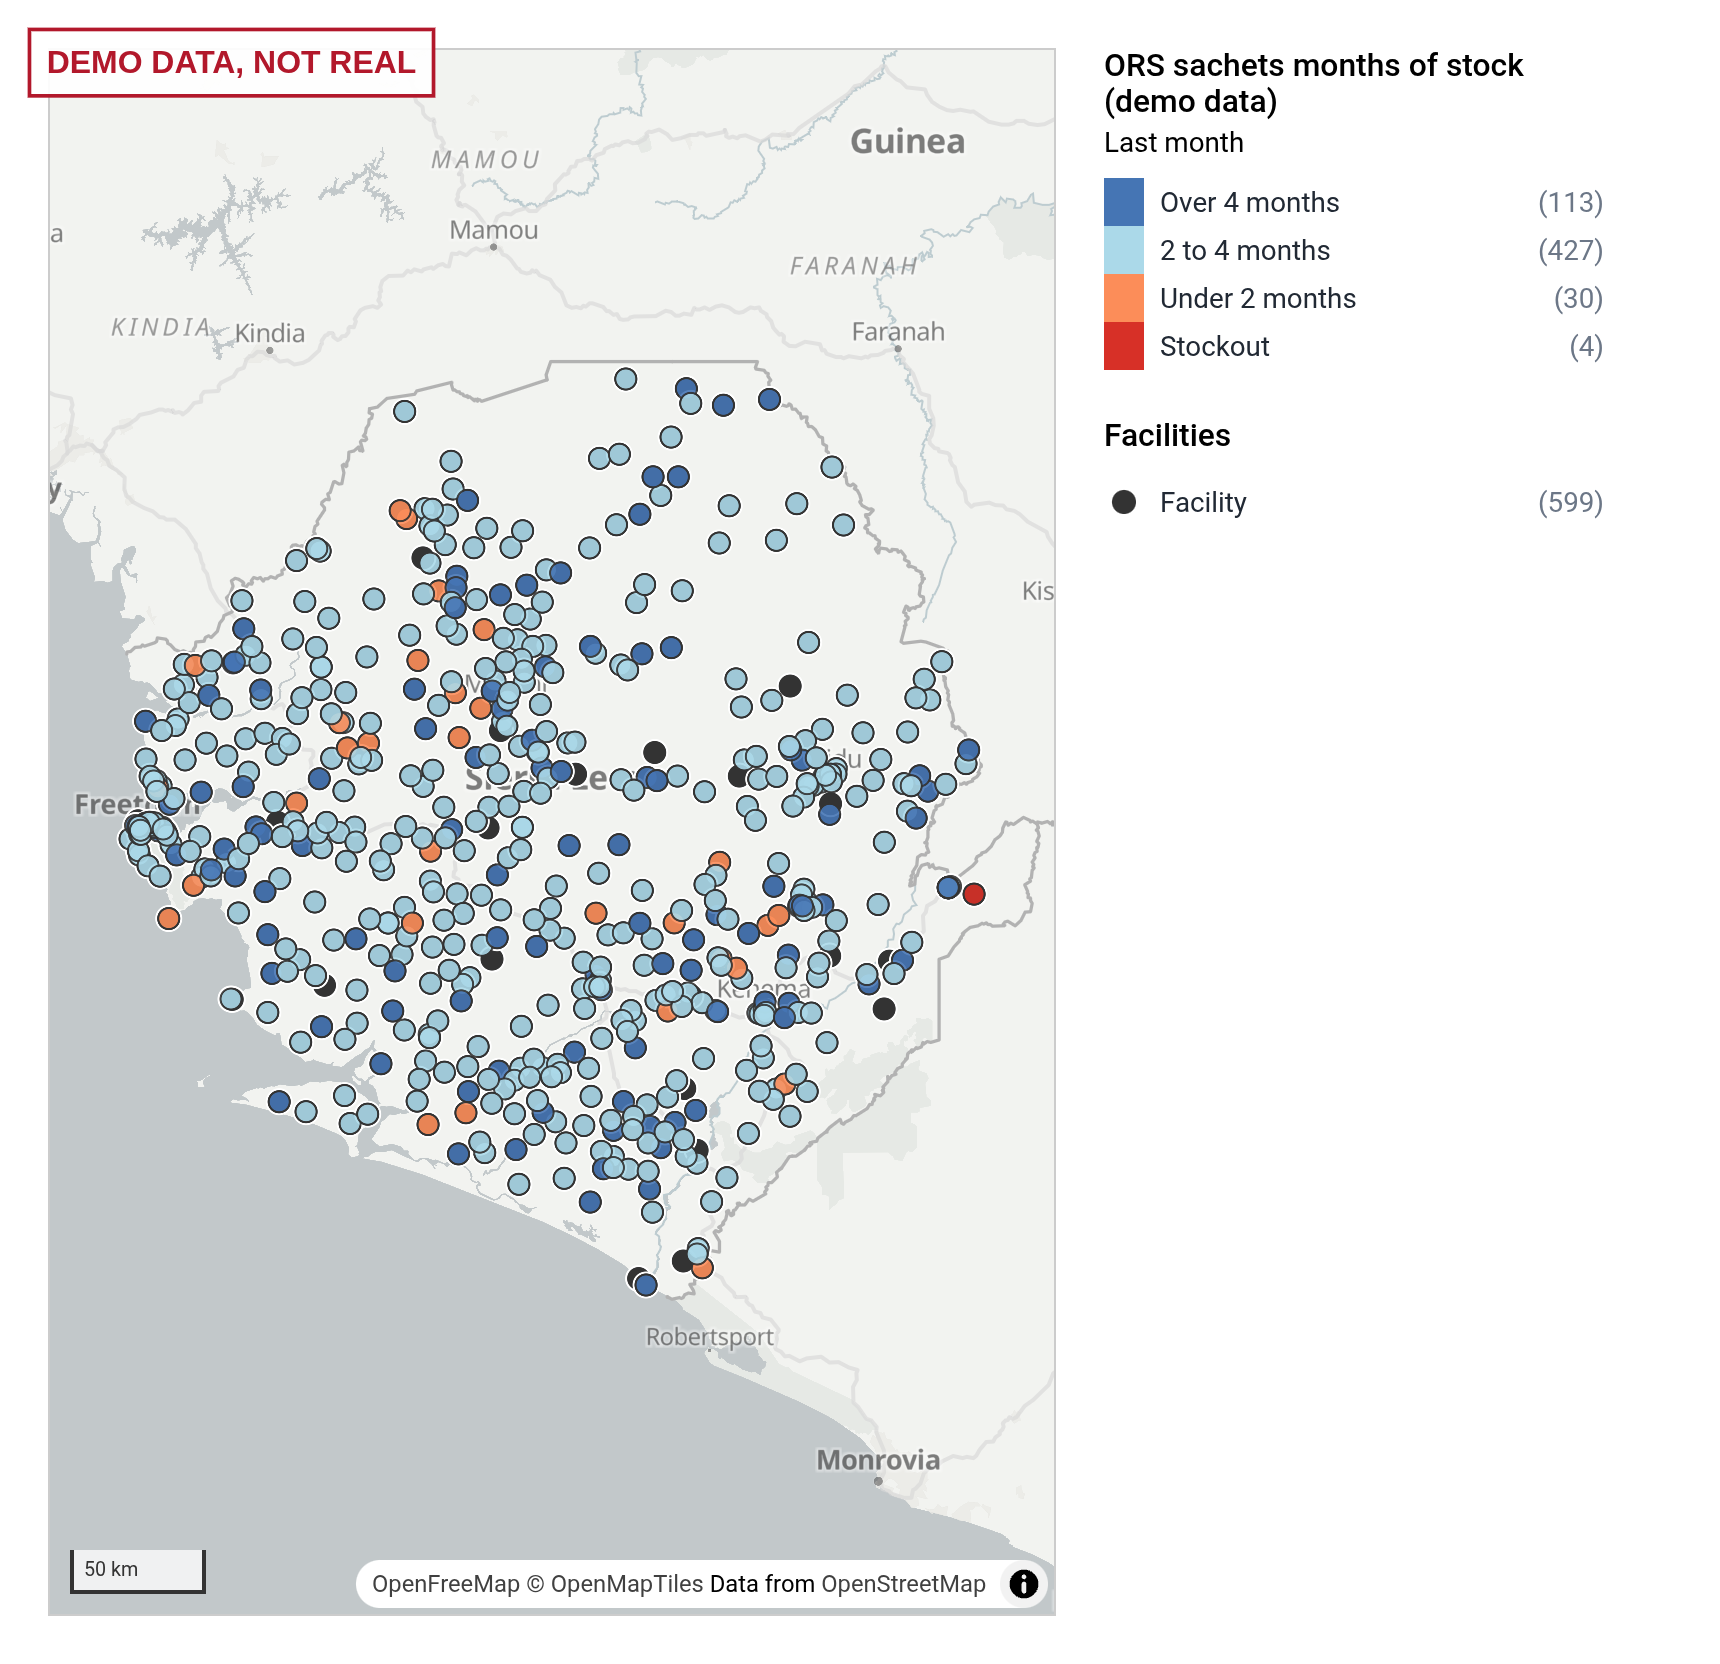 DEMO DATA, NOT REAL
ORS sachets months of stock
(demo data)
Last month
Over 4 months (113)
2 to 4 months (427)
Under 2 months (30)
Stockout (4)
Facilities
Facility (599)
Guinea
MAMOU
Mamou
a
FARANAH
KINDIA
Kindia
Faranah
y
Kis
Kenema
Robertsport
Monrovia
50 km
OpenFreeMap © OpenMapTiles Data from OpenStreetMap